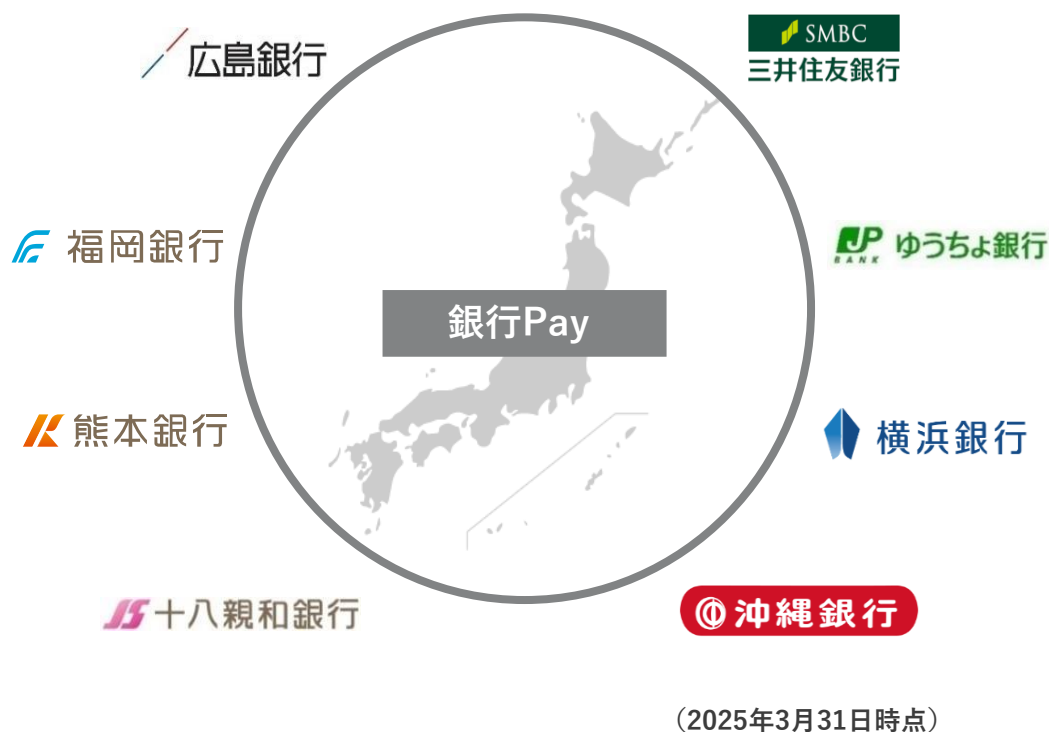 広島銀行
SMBC
三井住友銀行
福岡銀行
JP
BANK
ゆうちょ銀行
銀行Pay
熊本銀行
横浜銀行
十八親和銀行
沖縄銀行
（2025年3月31日時点）